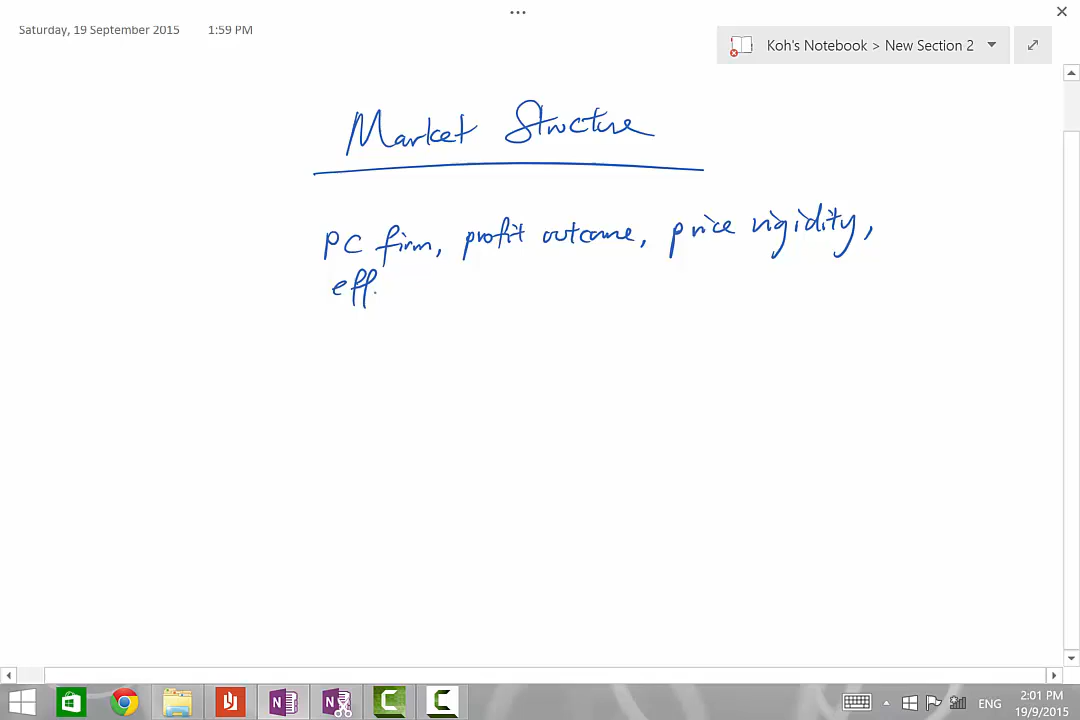 Saturday, 19 September 2015 1:59 PM
Koh's Notebook > New Section 2
Market Structure
PC firm, profit outcome, price rigidity,
eff.
ENG
2:01 PM
19/9/2015